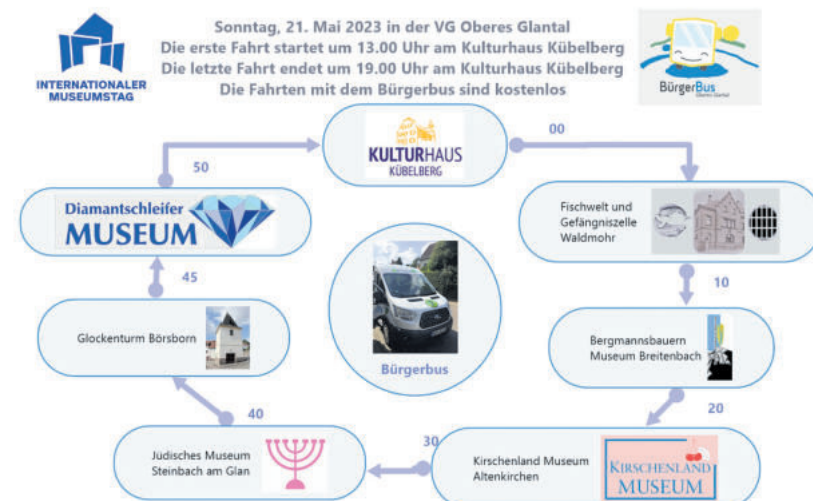 Sonntag, 21. Mai 2023 in der VG Oberes Glantal
Die erste Fahrt startet um 13.00 Uhr am Kulturhaus Kübelberg
Die letzte Fahrt endet um 19.00 Uhr am Kulturhaus Kübelberg
Die Fahrten mit dem Bürgerbus sind kostenlos
INTERNATIONALER
MUSEUMSTAG
BürgerBus
Oberes Glantal
KULTURHAUS
KÜBELBERG
00
Fischwelt und
Gefängniszelle
Waldmohr
10
Bergmannsbauern
Museum Breitenbach
20
Kirschenland Museum
Altenkirchen
KIRSCHENLAND
MUSEUM
30
Jüdisches Museum
Steinbach am Glan
40
Glockenturm Börsborn
45
Diamantschleifer
MUSEUM
50
Bürgerbus